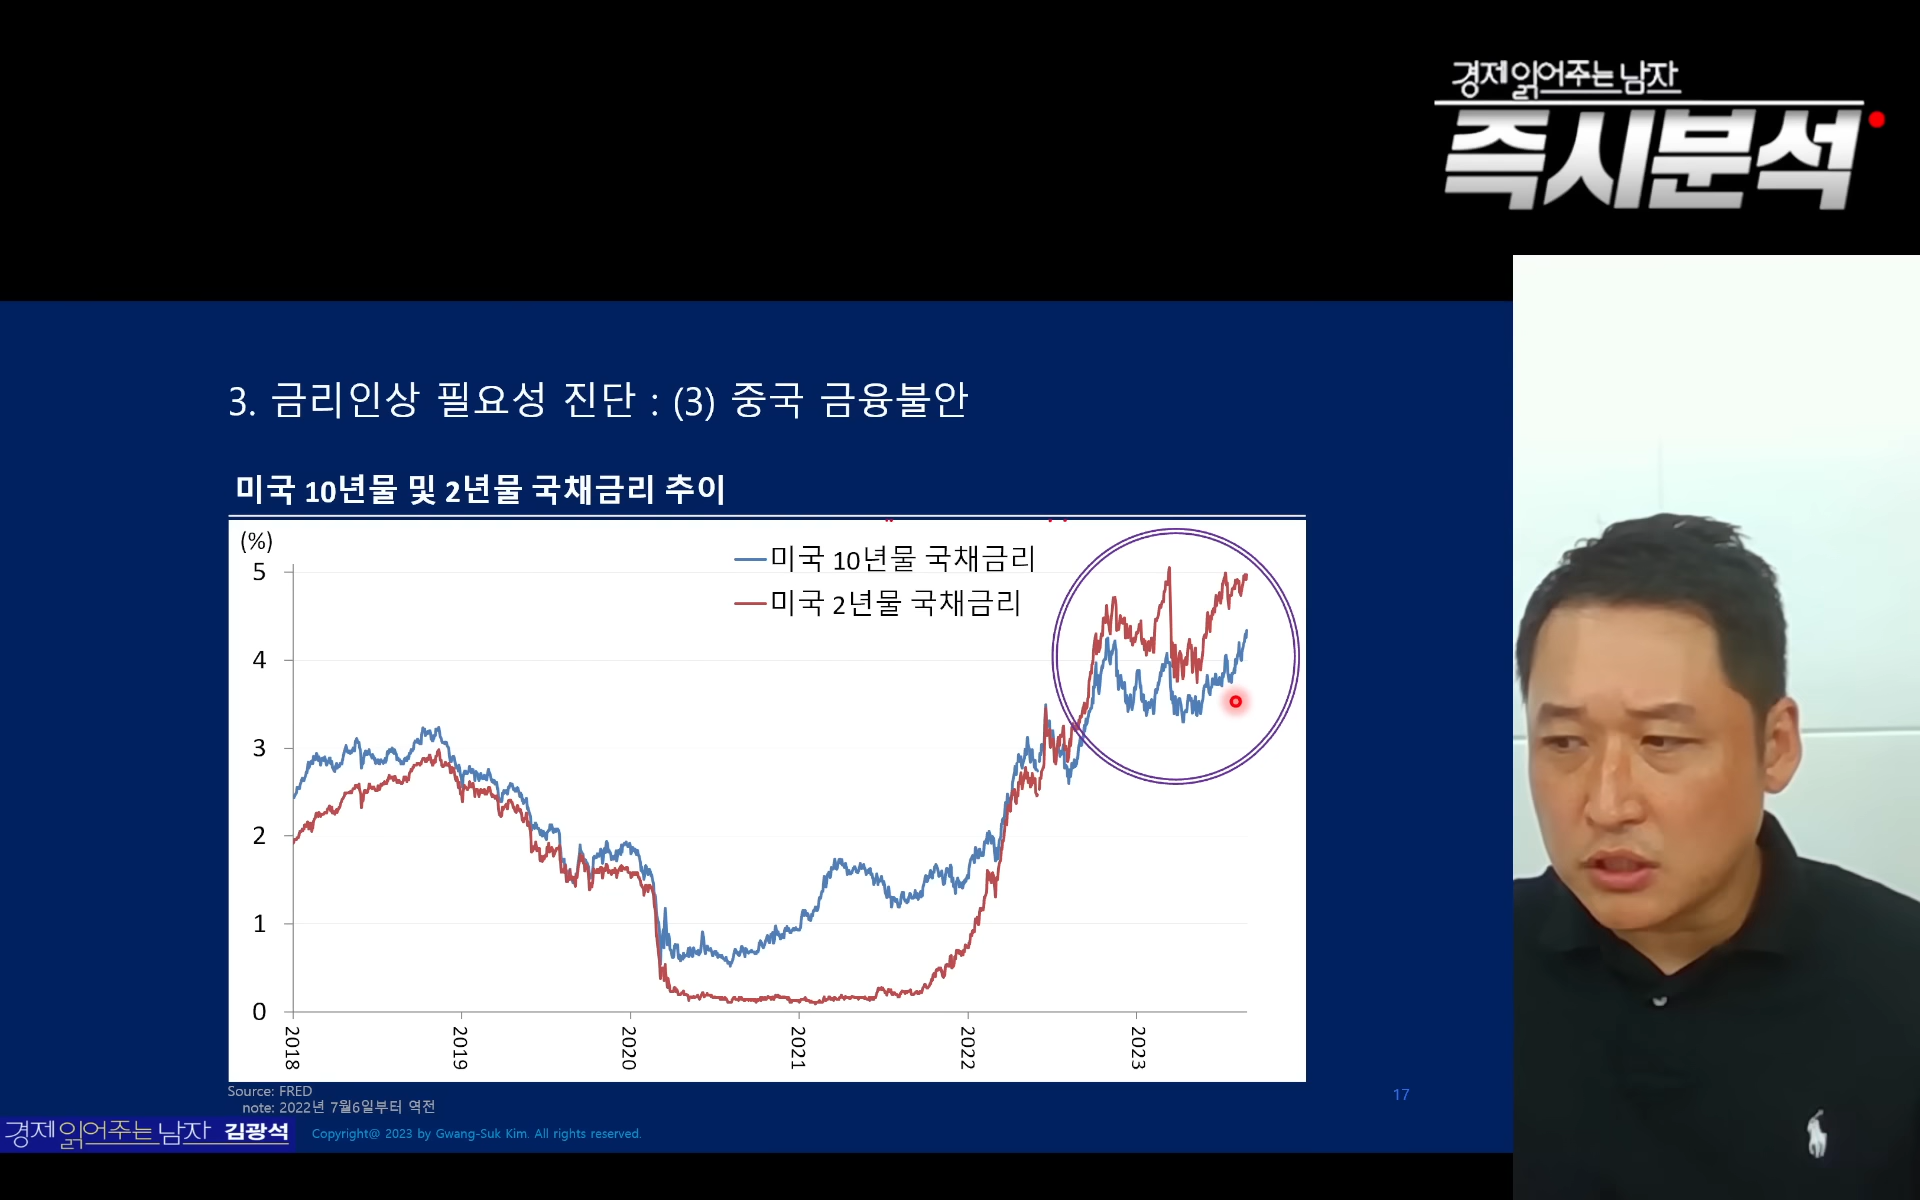 경제읽어주는남자
즉시분석
3. 금리인상 필요성 진단 : (3) 중국 금융불안
미국 10년물 및 2년물 국채금리 추이
(%)
미국 10년물 국채금리
미국 2년물 국채금리
5
4
3
2
1
0
2018
2019
2020
2021
2022
2023
Source: FRED
note: 2022년 7월6일부터 역전
17
경제읽어주는남자 김광석
Copyright@ 2023 by Gwang-Suk Kim. All rights reserved.